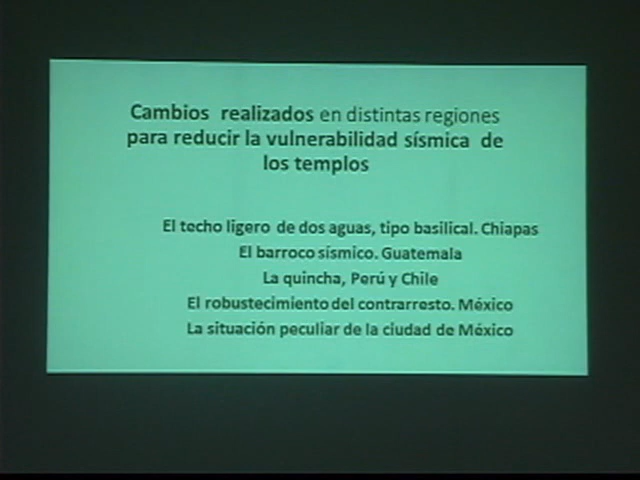 Cambios realizados en distintas regiones
para reducir la vulnerabilidad sísmica de
los templos
El techo ligero de dos aguas, tipo basilical. Chiapas
El barroco sísmico. Guatemala
La quincha, Perú y Chile
El robustecimiento del contrarresto. México
La situación peculiar de la ciudad de México